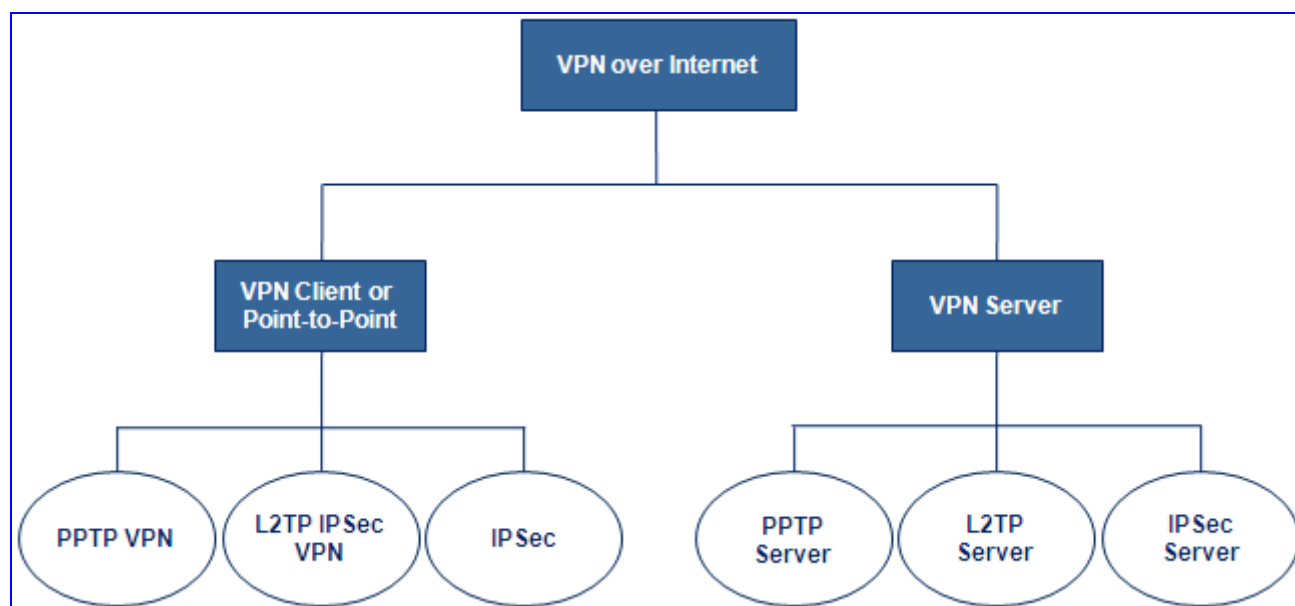 VPN over Internet
VPN Client or
Point-to-Point
VPN Server
PPTP VPN
L2TP IPSec
VPN
IPSec
PPTP
Server
L2TP
Server
IPSec
Server